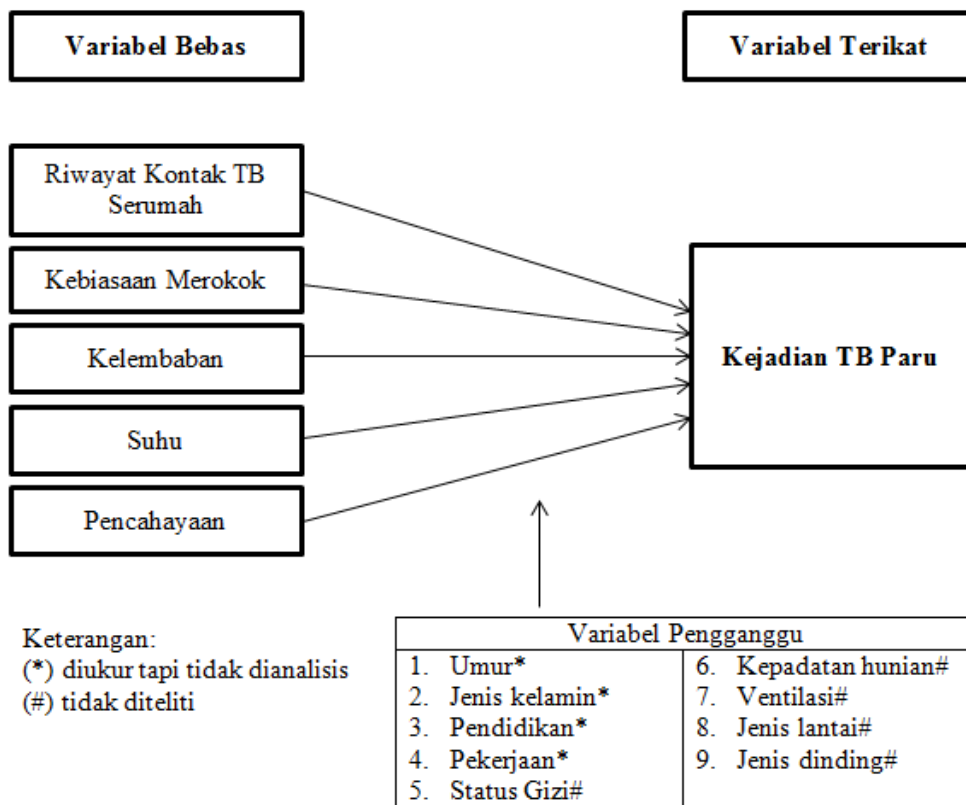 Variabel Bebas
Variabel Terikat
Riwayat Kontak TB
Serumah
Kebiasaan Merokok
Kelembaban
Suhu
Pencahayaan
Kejadian TB Paru
Keterangan:
(*) diukur tapi tidak dianalisis
(#) tidak diteliti
Variabel Pengganggu
1. Umur*
2. Jenis kelamin*
3. Pendidikan*
4. Pekerjaan*
5. Status Gizi#
6. Kepadatan hunian#
7. Ventilasi#
8. Jenis lantai#
9. Jenis dinding#